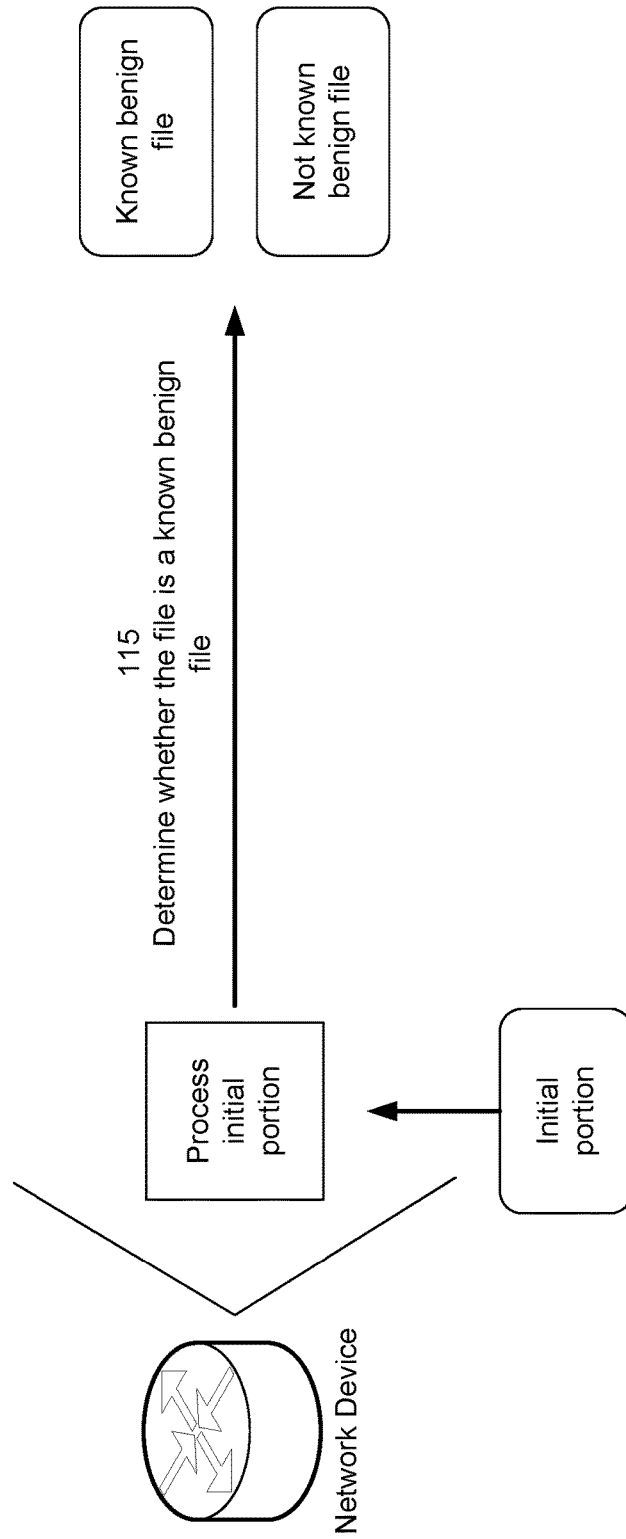 Network Device
Process
initial
portion
Initial
portion
115
Determine whether the file is a known benign
file
Known benign
file
Not known
benign file